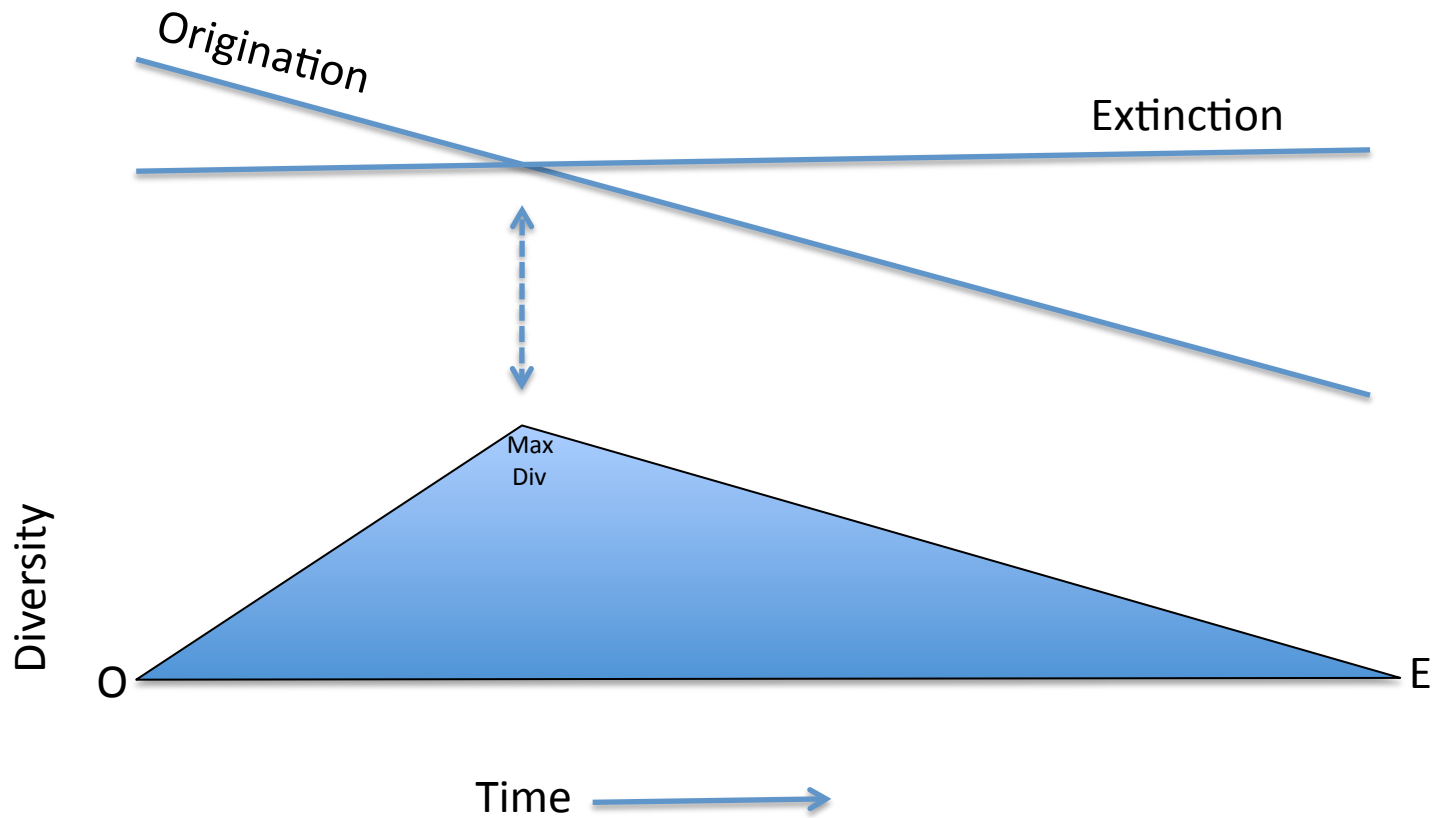 Origination
Extinction
Max
Div
Diversity
O
E
Time